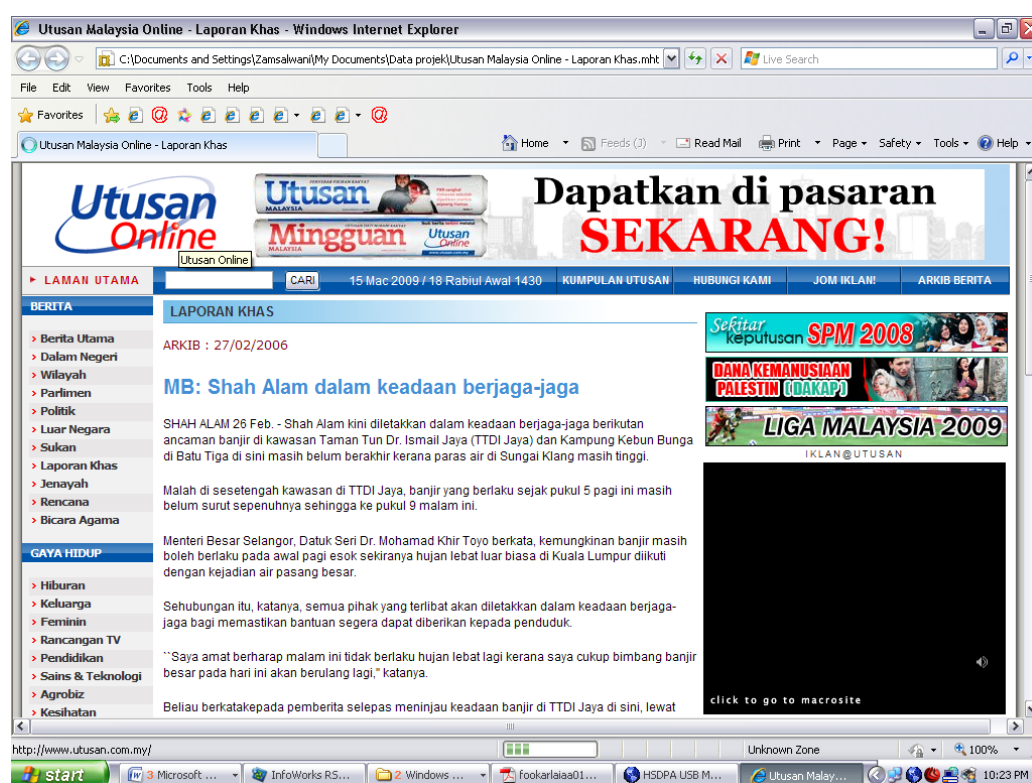 Utusan Malaysia Online - Laporan Khas - Windows Internet Explorer
C:\Documents and Settings\Zamsalwani\My Documents\Data projek\Utusan Malaysia Online - Laporan Khas.mht
Live Search
File Edit View Favorites Tools Help
Favorites
Utusan Malaysia Online - Laporan Khas
Home Feeds (J) Read Mail Print Page Safety Tools Help
Utusan Online
Utusan MALAYSIA
Mingguan MALAYSIA
Utusan Online
Dapatkan di pasaran
SEKARANG!
Utusan Online
LAMAN UTAMA
CARI
15 Mac 2009 / 18 Rabiul Awal 1430
KUMPULAN UTUSAN
HUBUNGI KAMI
JOM IKLAN!
ARKIB BERITA
BERITA
Berita Utama
Dalam Negeri
Wilayah
Parlimen
Politik
Luar Negara
Sukan
Laporan Khas
Jenayah
Rencana
Bicara Agama
GAYA HIDUP
Hiburan
Keluarga
Feminin
Rancangan TV
Pendidikan
Sains & Teknologi
Agrobiz
Kesihatan
LAPORAN KHAS
ARKIB : 27/02/2006
MB: Shah Alam dalam keadaan berjaga-jaga
SHAH ALAM 26 Feb. - Shah Alam kini diletakkan dalam keadaan berjaga-jaga berikutan
ancaman banjir di kawasan Taman Tun Dr. Ismail Jaya (TTDI Jaya) dan Kampung Kebun Bunga
di Batu Tiga di sini masih belum berakhir kerana paras air di Sungai Klang masih tinggi.
Malah di sesetengah kawasan di TTDI Jaya, banjir yang berlaku sejak pukul 5 pagi ini masih
belum surut sepenuhnya sehingga ke pukul 9 malam ini.
Menteri Besar Selangor, Datuk Seri Dr. Mohamad Khir Toyo berkata, kemungkinan banjir masih
boleh berlaku pada awal pagi esok sekiranya hujan lebat luar biasa di Kuala Lumpur diikuti
dengan kejadian air pasang besar.
Sehubungan itu, katanya, semua pihak yang terlibat akan diletakkan dalam keadaan berjaga-
jaga bagi memastikan bantuan segera dapat diberikan kepada penduduk.
``Saya amat berharap malam ini tidak berlaku hujan lebat lagi kerana saya cukup bimbang banjir
besar pada hari ini akan berulang lagi,'' katanya.
Beliau berkatakepada pemberita selepas meninjau keadaan banjir di TTDI Jaya di sini, lewat
Sekitar
keputusan SPM 2008
DANA KEMANUSIAAN
PALESTIN (DAKAP)
LIGA MALAYSIA 2009
IKLAN@UTUSAN
click to go to macrosite
http://www.utusan.com.my/
Unknown Zone
100%
start
3 Microsoft ...
InfoWorks RS...
2 Windows ...
fookarlaiaa01...
HSDPA USB M...
Utusan Malay...
10:23 PM